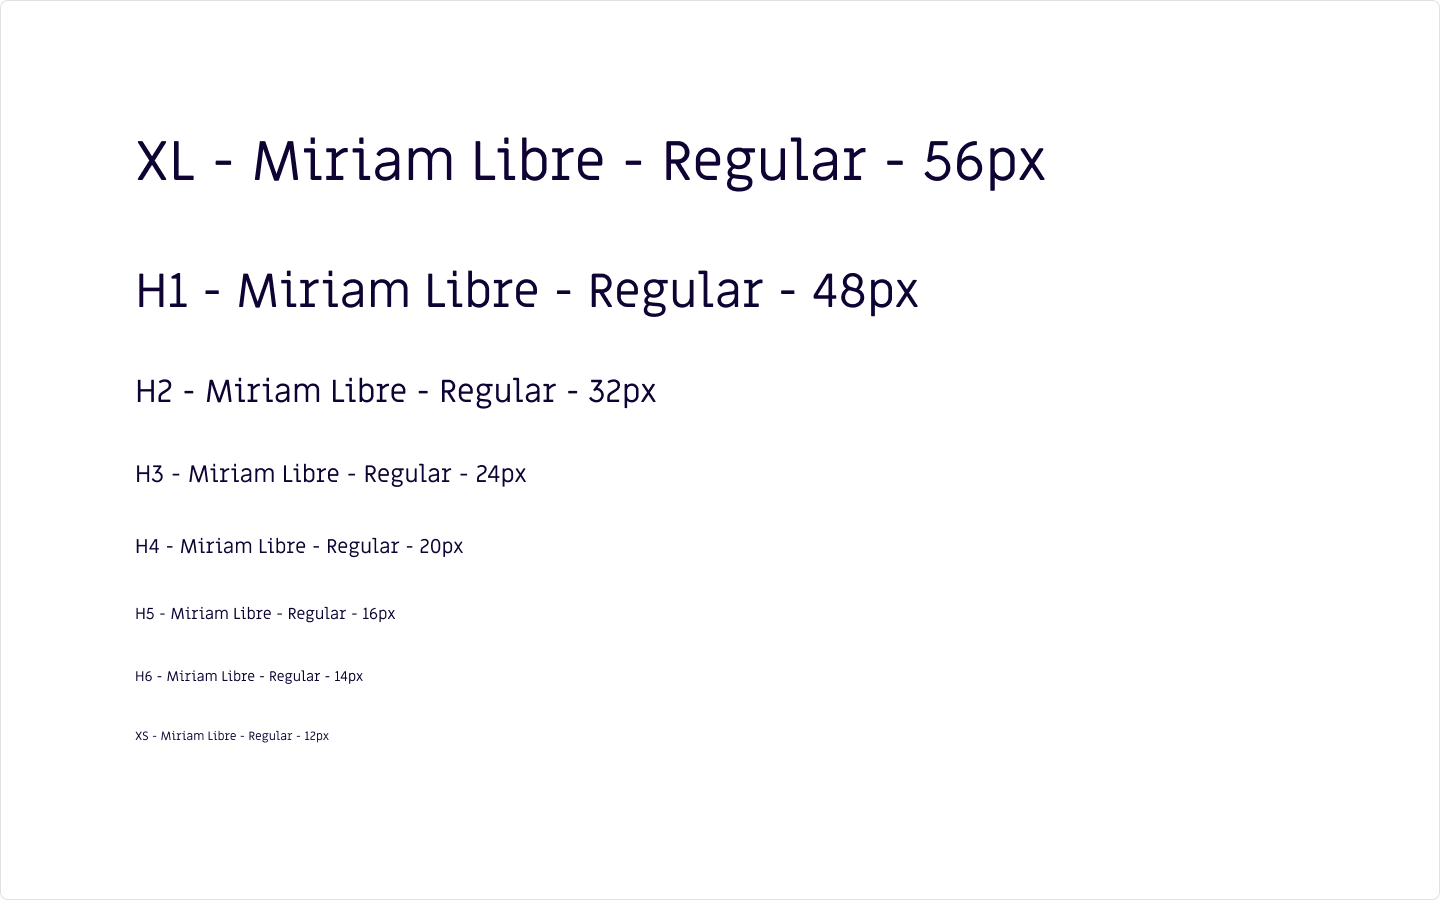 XL - Miriam Libre - Regular - 56px
H1 - Miriam Libre - Regular - 48px
H2 - Miriam Libre - Regular - 32px
H3 - Miriam Libre - Regular - 24px
H4 - Miriam Libre - Regular - 20px
H5 - Miriam Libre - Regular - 16px
H6 - Miriam Libre - Regular - 14px
XS - Miriam Libre - Regular - 12px